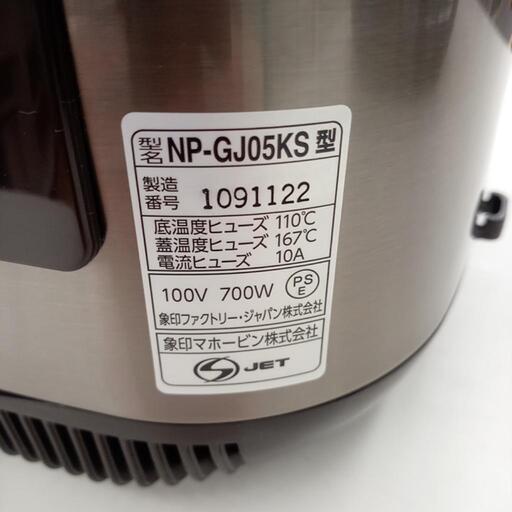 型名 NP-GJ05KS 型
製造番号 1091122
底温度ヒューズ 110℃
蓋温度ヒューズ 167℃
電流ヒューズ 10A
100V 700W PSE
象印ファクトリー・ジャパン株式会社
象印マホービン株式会社
JET